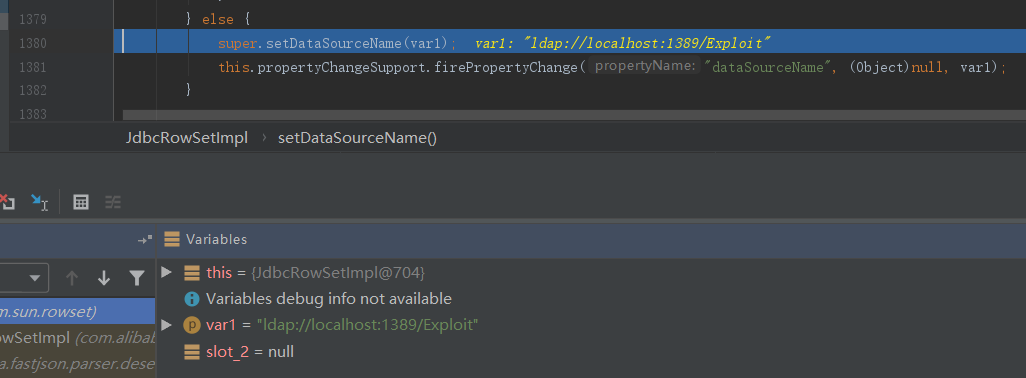 1379 } else {
1380 super.setDataSourceName(var1); var1: "ldap://localhost:1389/Exploit"
1381 this.propertyChangeSupport.firePropertyChange( propertyName: "dataSourceName", (Object)null, var1);
1382 }
1383
JdbcRowSetImpl › setDataSourceName()
Variables
this = {JdbcRowSetImpl@704}
Variables debug info not available
m.sun.rowset)
var1 = "ldap://localhost:1389/Exploit"
owSetImpl (com.alibab
slot_2 = null
a.fastjson.parser.dese